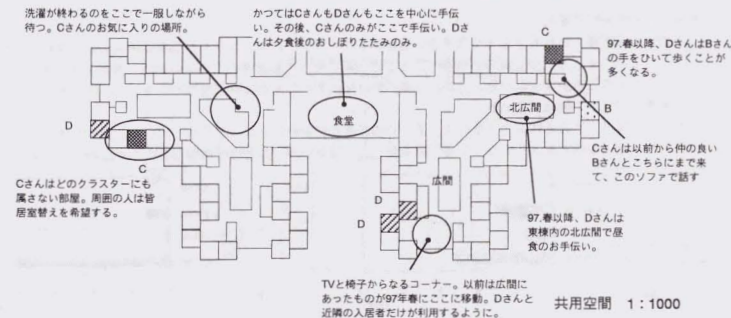 洗濯が終わるのをここで一服しながら
待つ。Cさんのお気に入りの場所。
かつてはCさんもDさんもここを中心に手伝
い。その後、Cさんのみがここで手伝い。Dさ
んは夕食後のおしぼりたたみのみ。
C
97.春以降、DさんはBさん
の手をひいて歩くことが
多くなる。
北広間
食堂
B
D
C
Cさんは以前から仲の良い
Bさんとこちらにまで来
て、このソファで話す
Cさんはどのクラスターにも
属さない部屋。周囲の人は皆
居室替えを希望する。
広間
D
D
97.春以降、Dさんは
東棟内の北広間で昼
食のお手伝い。
TVと椅子からなるコーナー。以前は広間に
あったものが97年春にここに移動。Dさんと
近隣の入居者だけが利用するように。
共用空間 1：1000